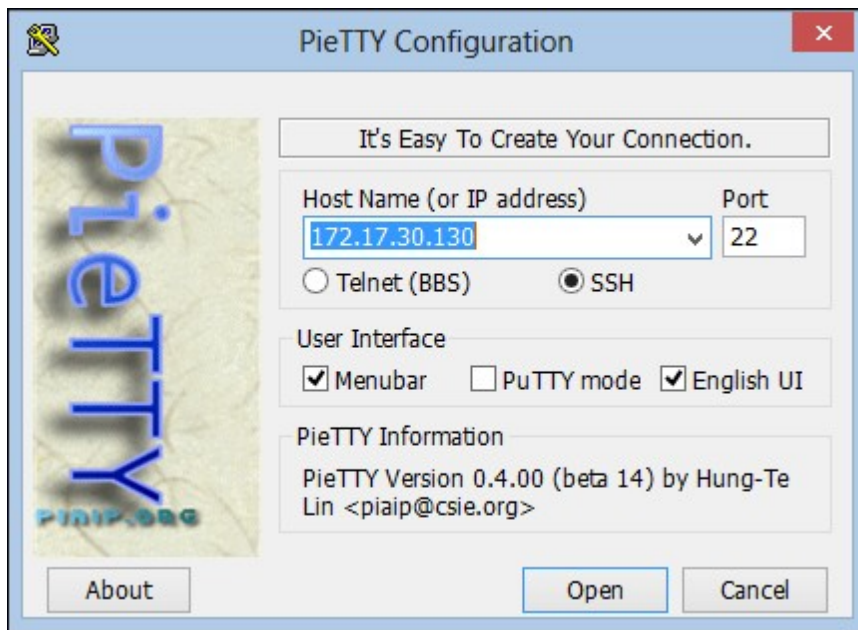 PieTTY Configuration
PieTTY
PIAIP.ORG
It's Easy To Create Your Connection.
Host Name (or IP address) Port
172.17.30.130 22
Telnet (BBS) SSH
User Interface
Menubar PuTTY mode English UI
PieTTY Information
PieTTY Version 0.4.00 (beta 14) by Hung-Te
Lin <piaip@csie.org>
About Open Cancel